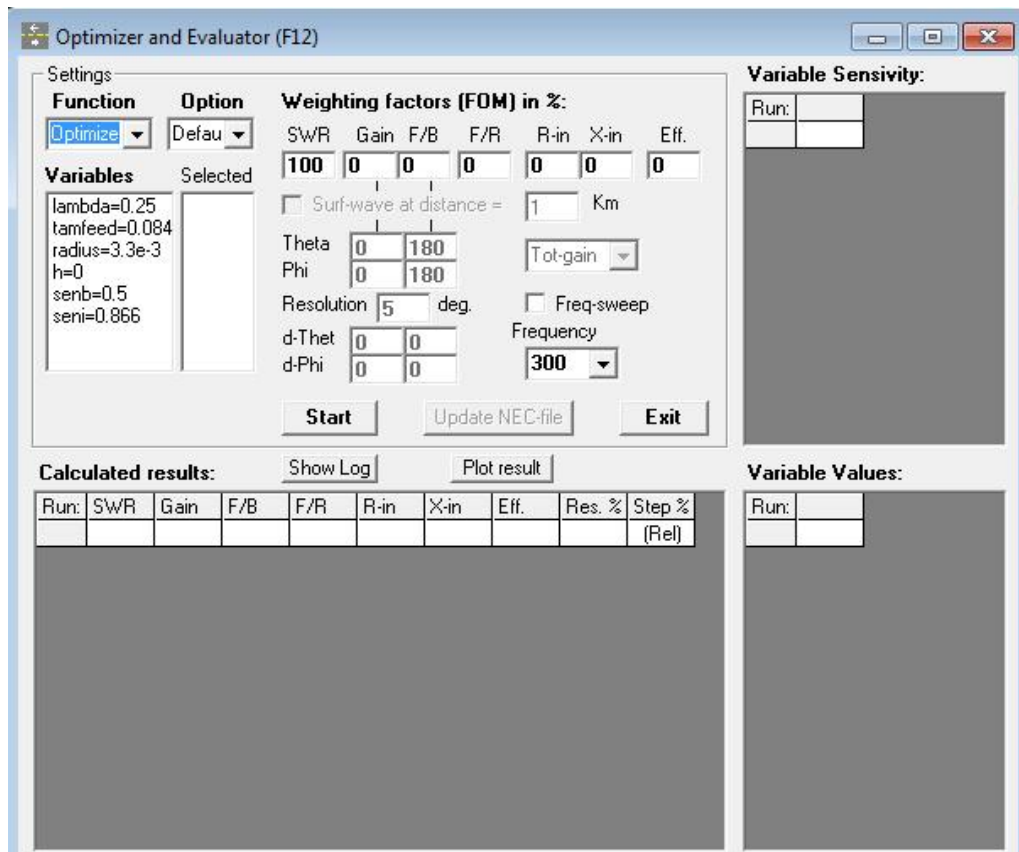 Optimizer and Evaluator (F12)
Settings
Function Option Weighting factors (FOM) in %:
Optimize Defau SWR Gain F/B F/R R-in X-in Eff.
100 0 0 0 0 0 0
Variables Selected
lambda=0.25
tamfeed=0.084
radius=3.3e-3
h=0
senb=0.5
seni=0.866
Surf-wave at distance = 1 Km
Theta 0 180 Tot-gain
Phi 0 180
Resolution 5 deg. Freq-sweep
d-Thet 0 0 Frequency
d-Phi 0 0 300
Start Update NEC-file Exit
Variable Sensivity:
Run:
Calculated results: Show Log Plot result
Run: SWR Gain F/B F/R R-in X-in Eff. Res. % Step %
(Rel)
Variable Values:
Run: